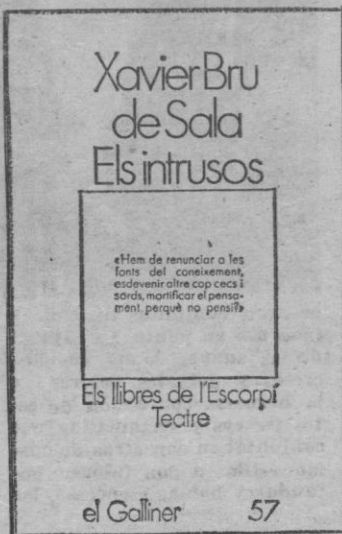 Xavier Bru
de Sala
Els intrusos
«Hem de renunciar a les
fonts del coneixement,
esdevenir altre cop cecs i
sords, mortificar el pensa-
ment perquè no pensi?»
Els llibres de l'Escorpí
Teatre
el Galliner 57